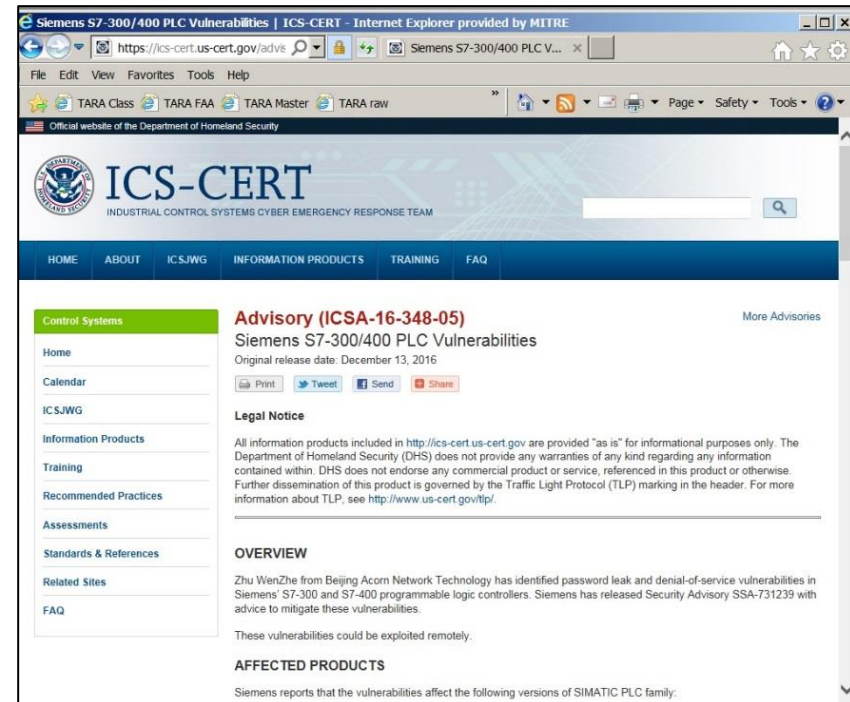 Siemens S7-300/400 PLC Vulnerabilities | ICS-CERT - Internet Explorer provided by MITRE
https://ics-cert.us-cert.gov/advis
Siemens S7-300/400 PLC V...
File Edit View Favorites Tools Help
TARA Class TARA FAA TARA Master TARA raw » Page Safety Tools
Official website of the Department of Homeland Security
ICS-CERT
INDUSTRIAL CONTROL SYSTEMS CYBER EMERGENCY RESPONSE TEAM
HOME ABOUT ICSJWG INFORMATION PRODUCTS TRAINING FAQ
Control Systems
Home
Calendar
ICSJWG
Information Products
Training
Recommended Practices
Assessments
Standards & References
Related Sites
FAQ
Advisory (ICSA-16-348-05)
More Advisories
Siemens S7-300/400 PLC Vulnerabilities
Original release date: December 13, 2016
Print Tweet Send Share
Legal Notice
All information products included in http://ics-cert.us-cert.gov are provided "as is" for informational purposes only. The
Department of Homeland Security (DHS) does not provide any warranties of any kind regarding any information
contained within. DHS does not endorse any commercial product or service, referenced in this product or otherwise.
Further dissemination of this product is governed by the Traffic Light Protocol (TLP) marking in the header. For more
information about TLP, see http://www.us-cert.gov/tlp/.
OVERVIEW
Zhu WenZhe from Beijing Acorn Network Technology has identified password leak and denial-of-service vulnerabilities in
Siemens' S7-300 and S7-400 programmable logic controllers. Siemens has released Security Advisory SSA-731239 with
advice to mitigate these vulnerabilities.
These vulnerabilities could be exploited remotely.
AFFECTED PRODUCTS
Siemens reports that the vulnerabilities affect the following versions of SIMATIC PLC family: